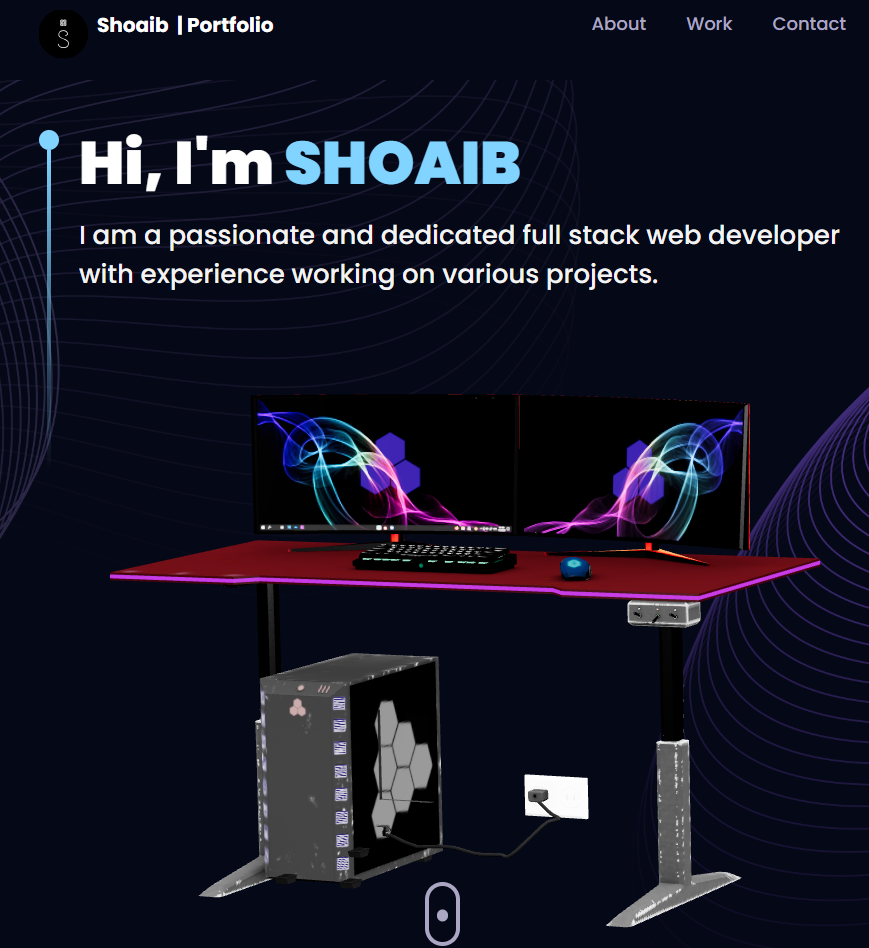 S
Shoaib | Portfolio
About
Work
Contact
Hi, I'm SHOAIB
I am a passionate and dedicated full stack web developer
with experience working on various projects.